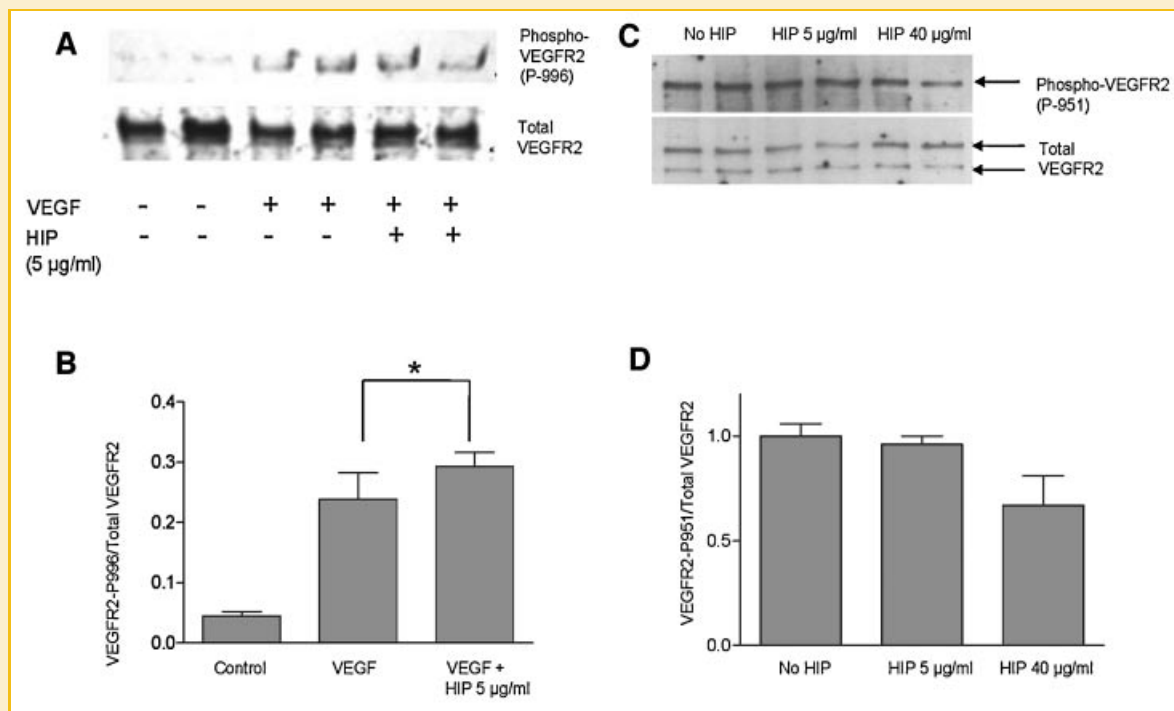 A
Phospho-
VEGFR2
(P-996)
Total
VEGFR2
VEGF - - + + + +
HIP - - - - + +
(5 µg/ml)
B
*
VEGFR2-P996/Total VEGFR2
0.4
0.3
0.2
0.1
0.0
Control VEGF VEGF +
HIP 5 µg/ml
C
No HIP HIP 5 µg/ml HIP 40 µg/ml
Phospho-VEGFR2
(P-951)
Total
VEGFR2
D
VEGFR2-P951/Total VEGFR2
1.0
0.5
0.0
No HIP HIP 5 µg/ml HIP 40 µg/ml